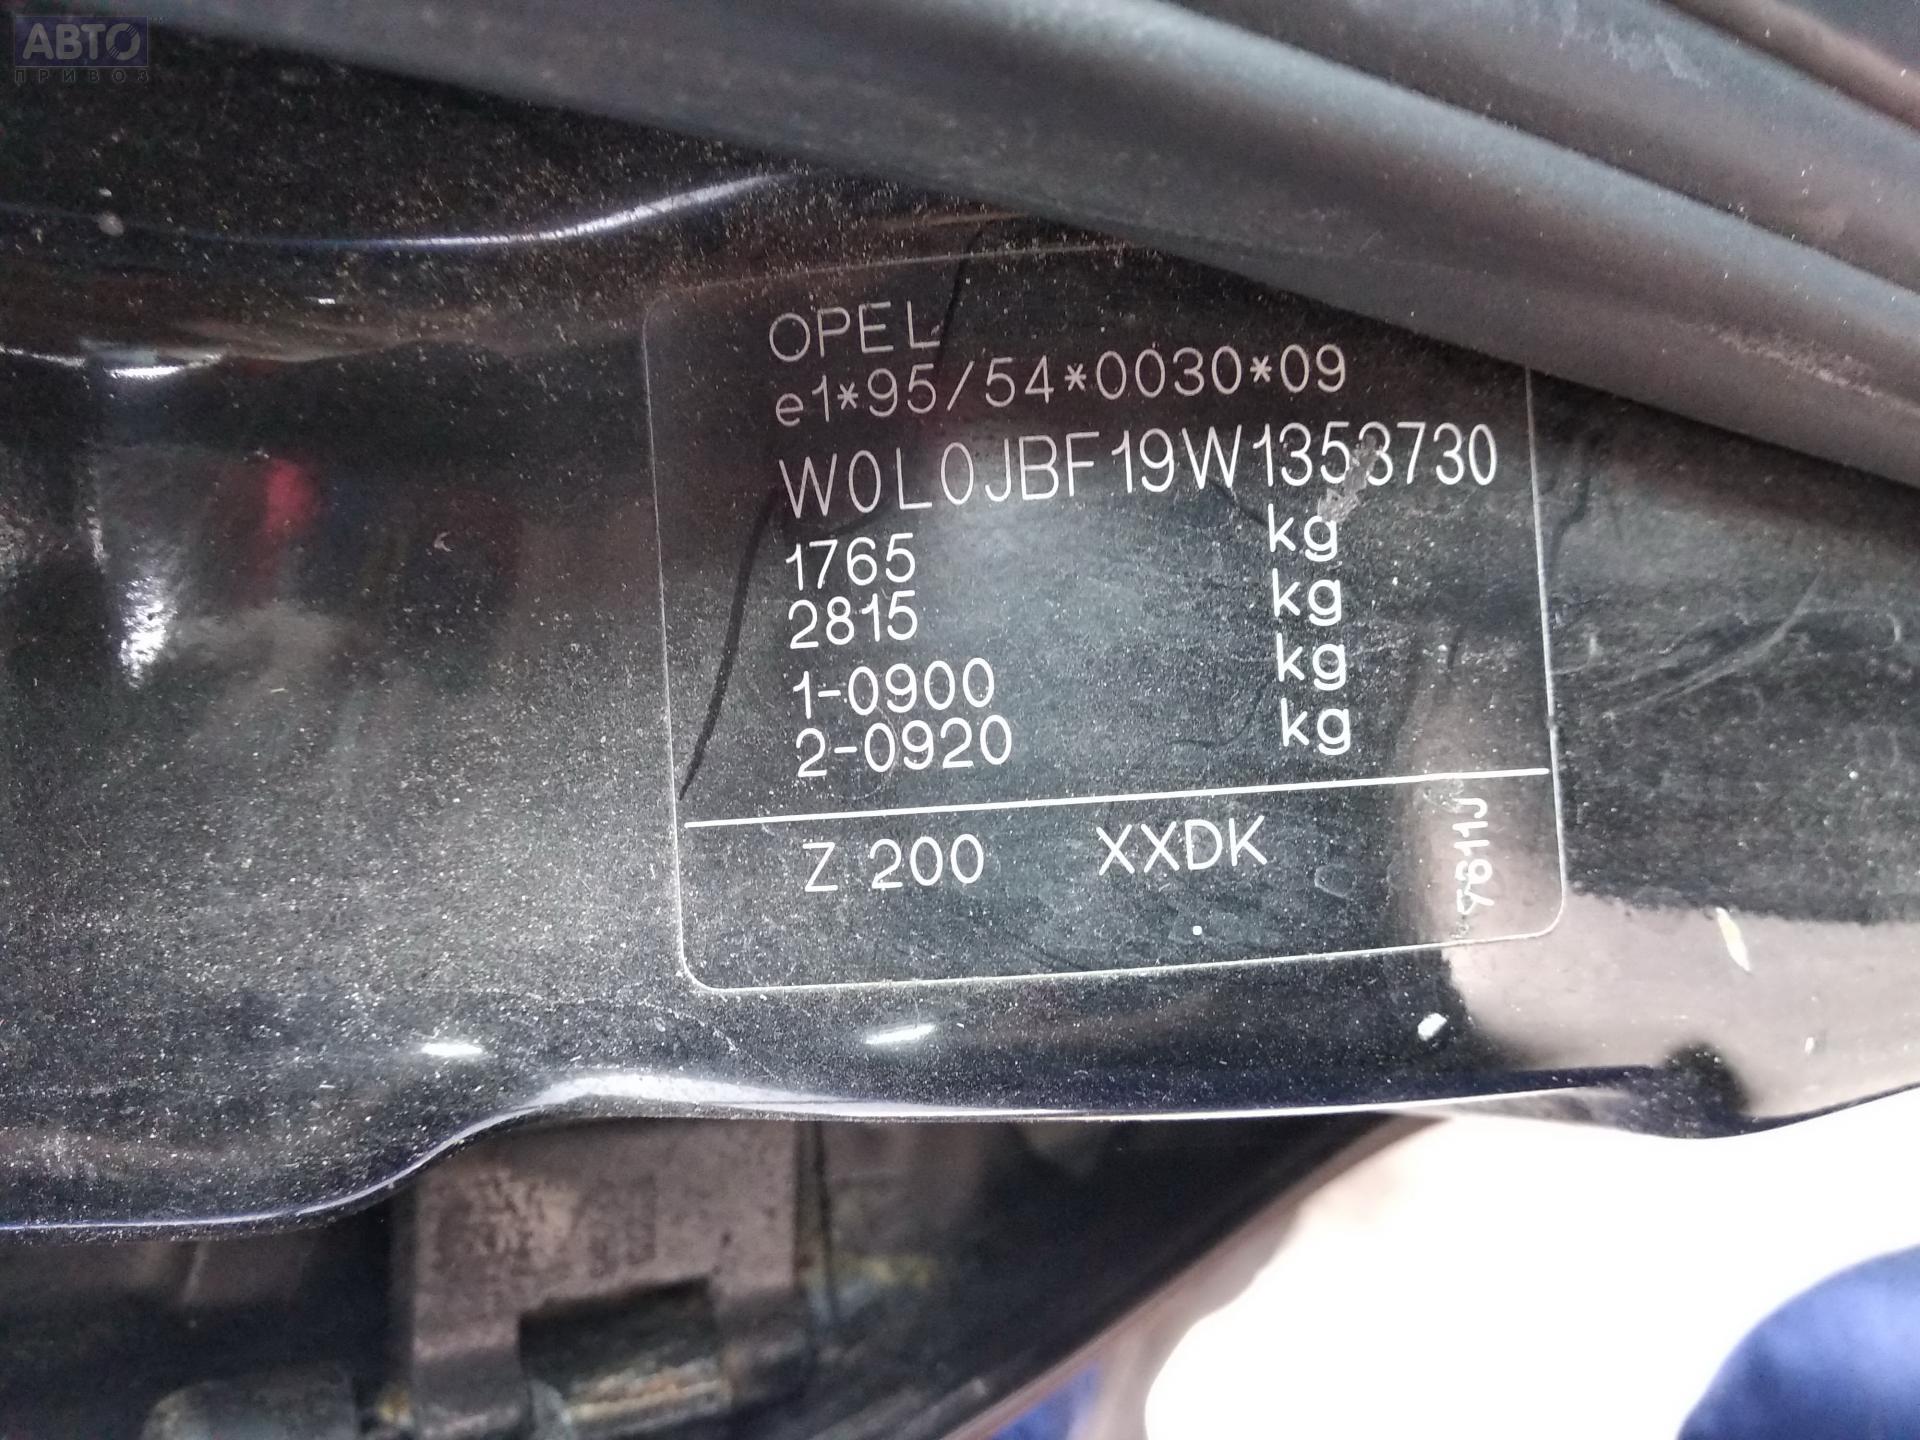 АВТО
ПРИВОЗ
OPEL
e1*95/54*0030*09
W0L0JBF19W1353730
1765 kg
2815 kg
1-0900 kg
2-0920 kg
Z 200 XXDK